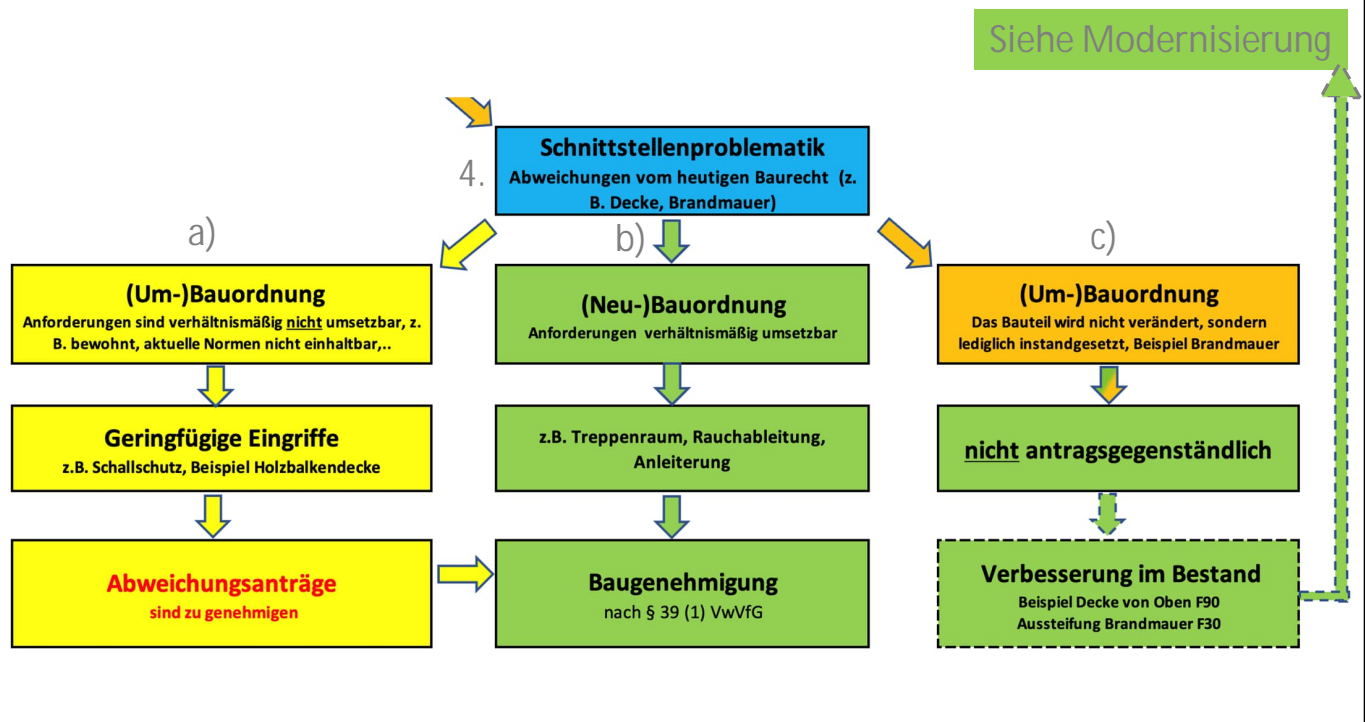 Siehe Modernisierung
4.
Schnittstellenproblematik
Abweichungen vom heutigen Baurecht (z.
B. Decke, Brandmauer)
a)
(Um-)Bauordnung
Anforderungen sind verhältnismäßig nicht umsetzbar, z.
B. bewohnt, aktuelle Normen nicht einhaltbar,..
Geringfügige Eingriffe
z.B. Schallschutz, Beispiel Holzbalkendecke
Abweichungsanträge
sind zu genehmigen
b)
(Neu-)Bauordnung
Anforderungen verhältnismäßig umsetzbar
z.B. Treppenraum, Rauchableitung,
Anleiterung
Baugenehmigung
nach § 39 (1) VwVfG
c)
(Um-)Bauordnung
Das Bauteil wird nicht verändert, sondern
lediglich instandgesetzt, Beispiel Brandmauer
nicht antragsgegenständlich
Verbesserung im Bestand
Beispiel Decke von Oben F90
Aussteifung Brandmauer F30